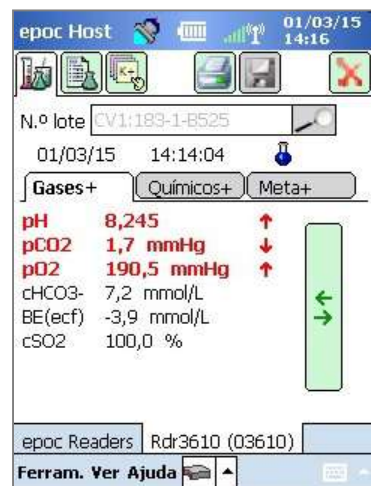 epoc Host 01/03/15
14:16
K+
N.º lote CV1:183-1-B525
01/03/15 14:14:04
Gases+ Químicos+ Meta+
pH 8,245 ↑
pCO2 1,7 mmHg ↓
pO2 190,5 mmHg ↑
cHCO3- 7,2 mmol/L
BE(ecf) -3,9 mmol/L
cSO2 100,0 %
epoc Readers Rdr3610 (03610)
Ferram. Ver Ajuda